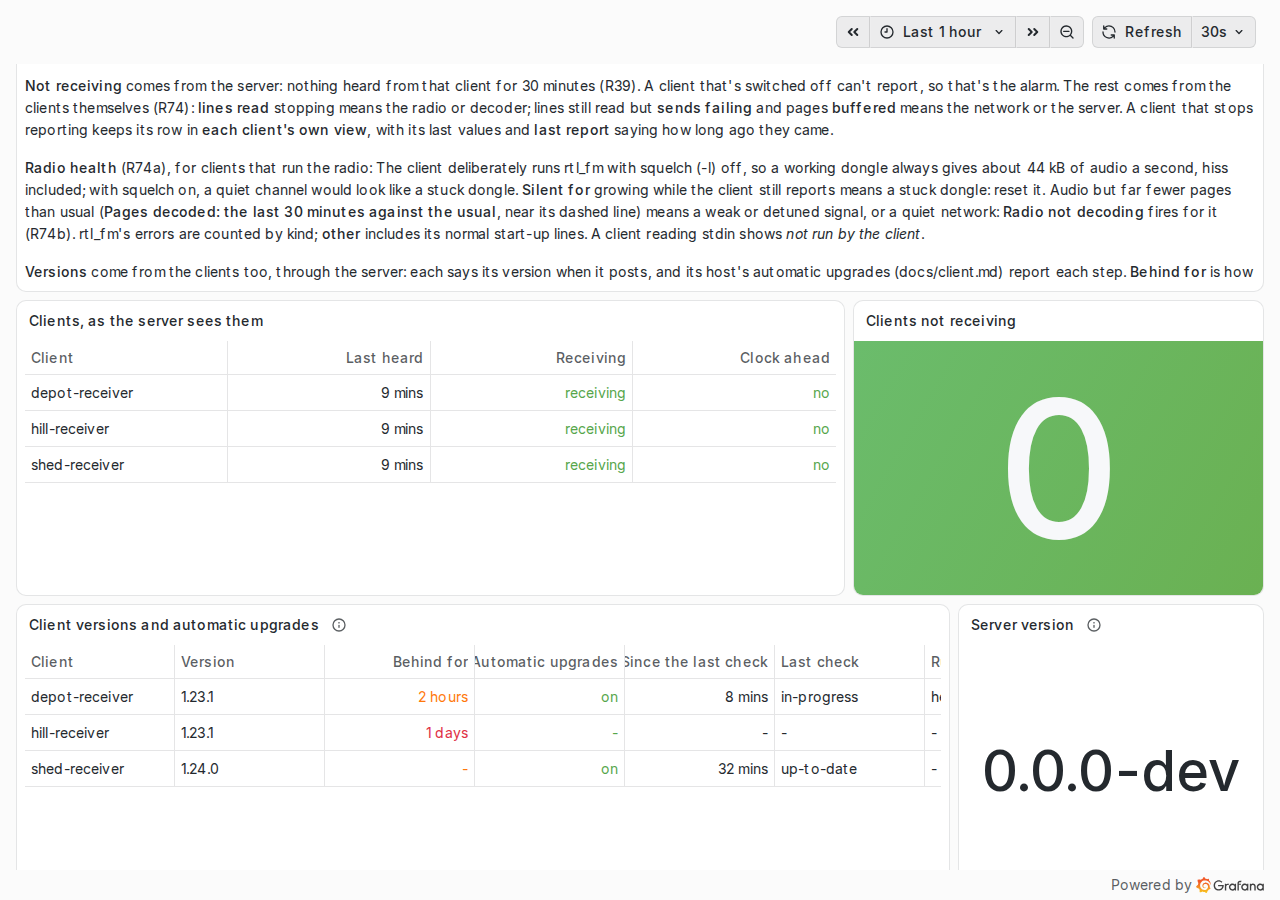 Last 1 hour
Refresh
30s
Not receiving comes from the server: nothing heard from that client for 30 minutes (R39). A client that's switched off can't report, so that's the alarm. The rest comes from the
clients themselves (R74): lines read stopping means the radio or decoder; lines still read but sends failing and pages buffered means the network or the server. A client that stops
reporting keeps its row in each client's own view, with its last values and last report saying how long ago they came.
Radio health (R74a), for clients that run the radio: The client deliberately runs rtl_fm with squelch (-l) off, so a working dongle always gives about 44 kB of audio a second, hiss
included; with squelch on, a quiet channel would look like a stuck dongle. Silent for growing while the client still reports means a stuck dongle: reset it. Audio but far fewer pages
than usual (Pages decoded: the last 30 minutes against the usual, near its dashed line) means a weak or detuned signal, or a quiet network: Radio not decoding fires for it
(R74b). rtl_fm's errors are counted by kind; other includes its normal start-up lines. A client reading stdin shows not run by the client.
Versions come from the clients too, through the server: each says its version when it posts, and its host's automatic upgrades (docs/client.md) report each step. Behind for is how
Clients, as the server sees them
Client Last heard Receiving Clock ahead
depot-receiver 9 mins receiving no
hill-receiver 9 mins receiving no
shed-receiver 9 mins receiving no
Clients not receiving
0
Client versions and automatic upgrades
Client Version Behind for Automatic upgrades Since the last check Last check R
depot-receiver 1.23.1 2 hours on 8 mins in-progress
hill-receiver 1.23.1 1 days - - - -
shed-receiver 1.24.0 - on 32 mins up-to-date -
Server version
0.0.0-dev
Powered by Grafana